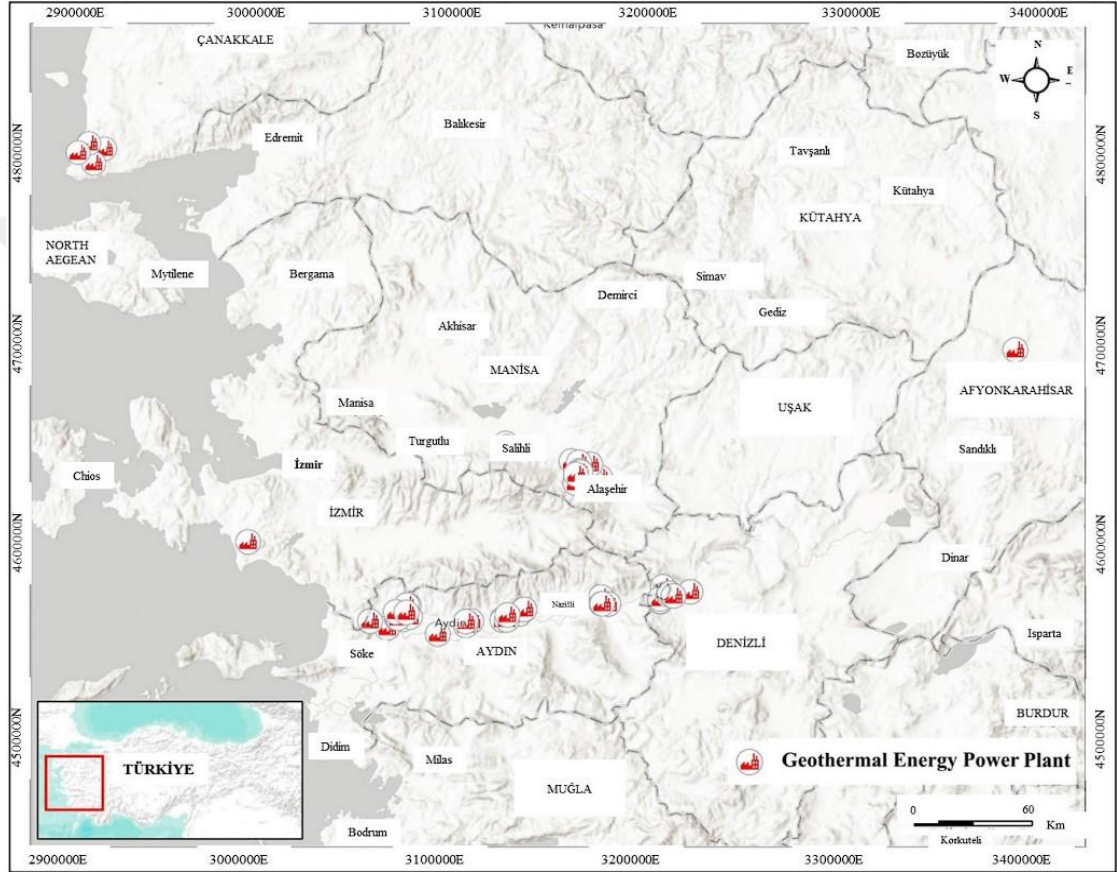 2900000E 3000000E 3100000E 3200000E 3300000E 3400000E
Kemalpaşa
ÇANAKKALE
Bozüyük
N
W E
S
4800000N
4800000N
Edremit
Balıkesir
Tavşanlı
Kütahya
KÜTAHYA
NORTH
AEGEAN
Mytilene
Bergama
Simav
Demirci
Gediz
Akhisar
4700000N
4700000N
MANİSA
AFYONKARAHİSAR
Manisa
UŞAK
Turgutlu
Salihli
Sandıklı
İzmir
Chios
Alaşehir
İZMİR
4600000N
4600000N
Dinar
Nazilli
Aydın
Söke
AYDIN
DENİZLİ
Isparta
BURDUR
4500000N
4500000N
Didim
Milas
TÜRKİYE
Geothermal Energy Power Plant
MUĞLA
0 60
Km
Bodrum
Korkuteli
2900000E 3000000E 3100000E 3200000E 3300000E 3400000E